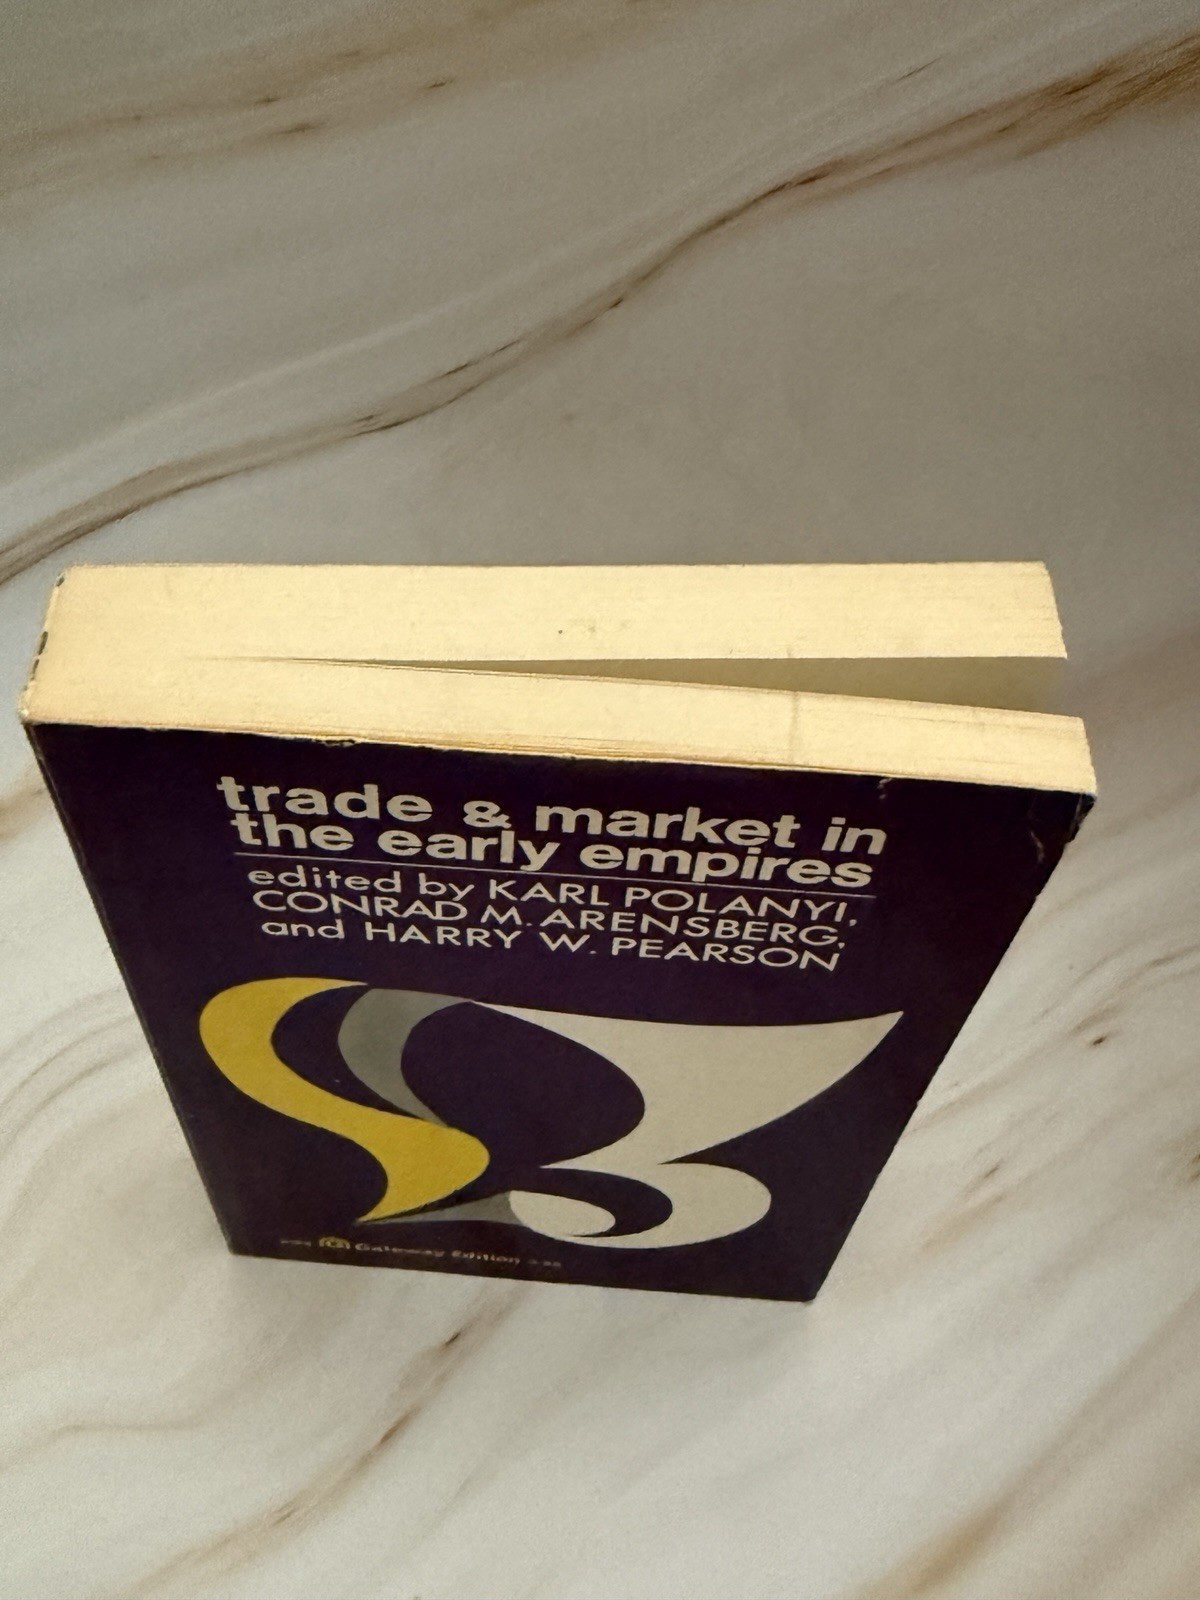 trade & market in
the early empires
edited by KARL POLANYI,
CONRAD M. ARENSBERG,
and HARRY W. PEARSON
Gateway Edition